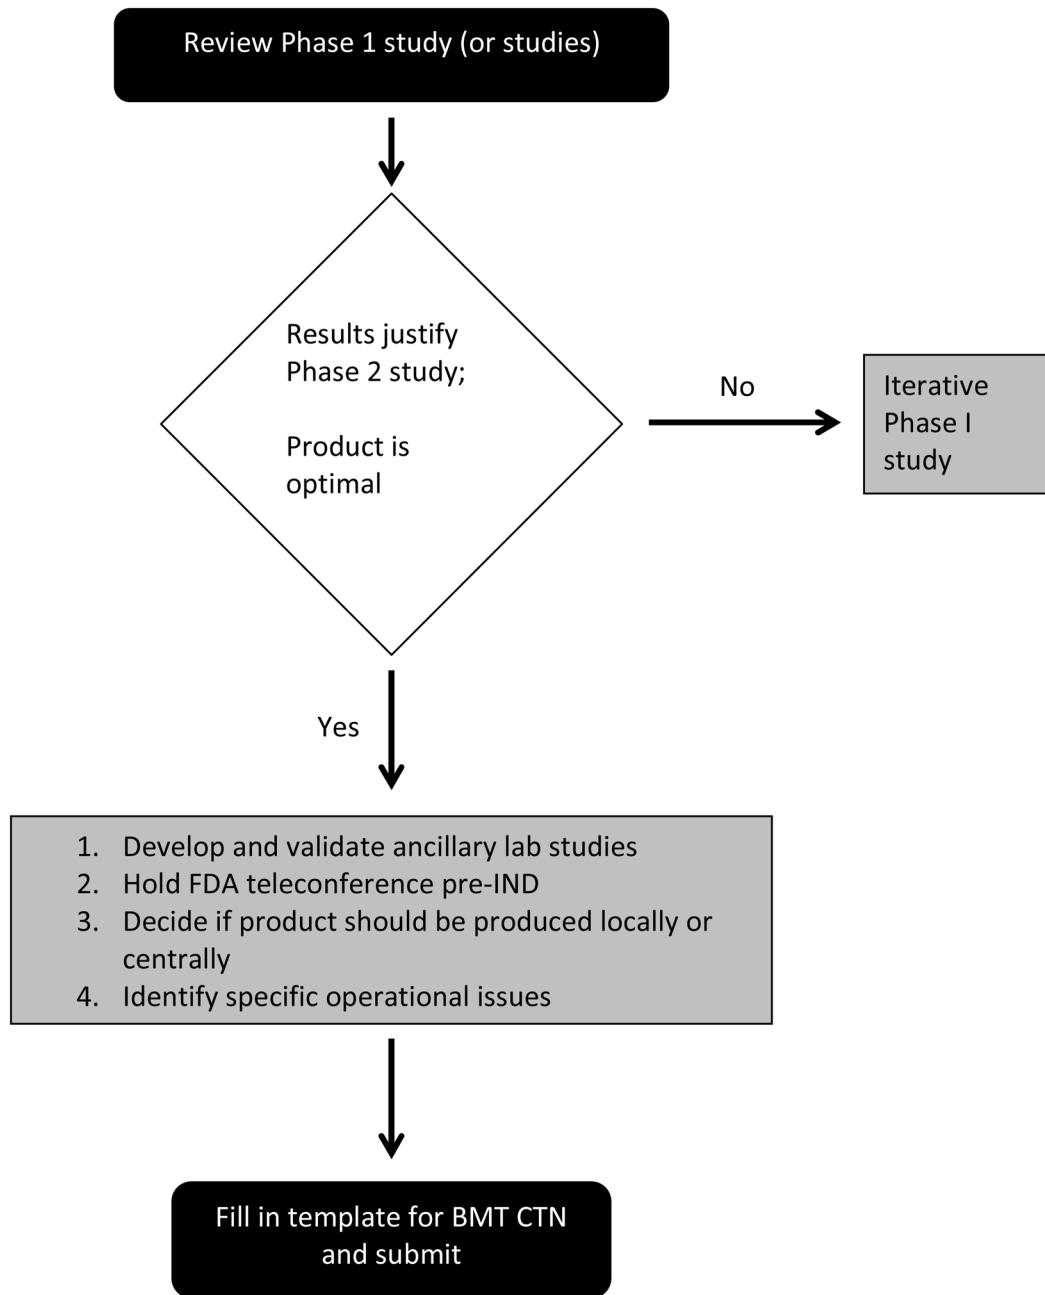 Review Phase 1 study (or studies)
Results justify
Phase 2 study;
Product is
optimal
No
Iterative
Phase I
study
Yes
1. Develop and validate ancillary lab studies
2. Hold FDA teleconference pre-IND
3. Decide if product should be produced locally or
centrally
4. Identify specific operational issues
Fill in template for BMT CTN
and submit